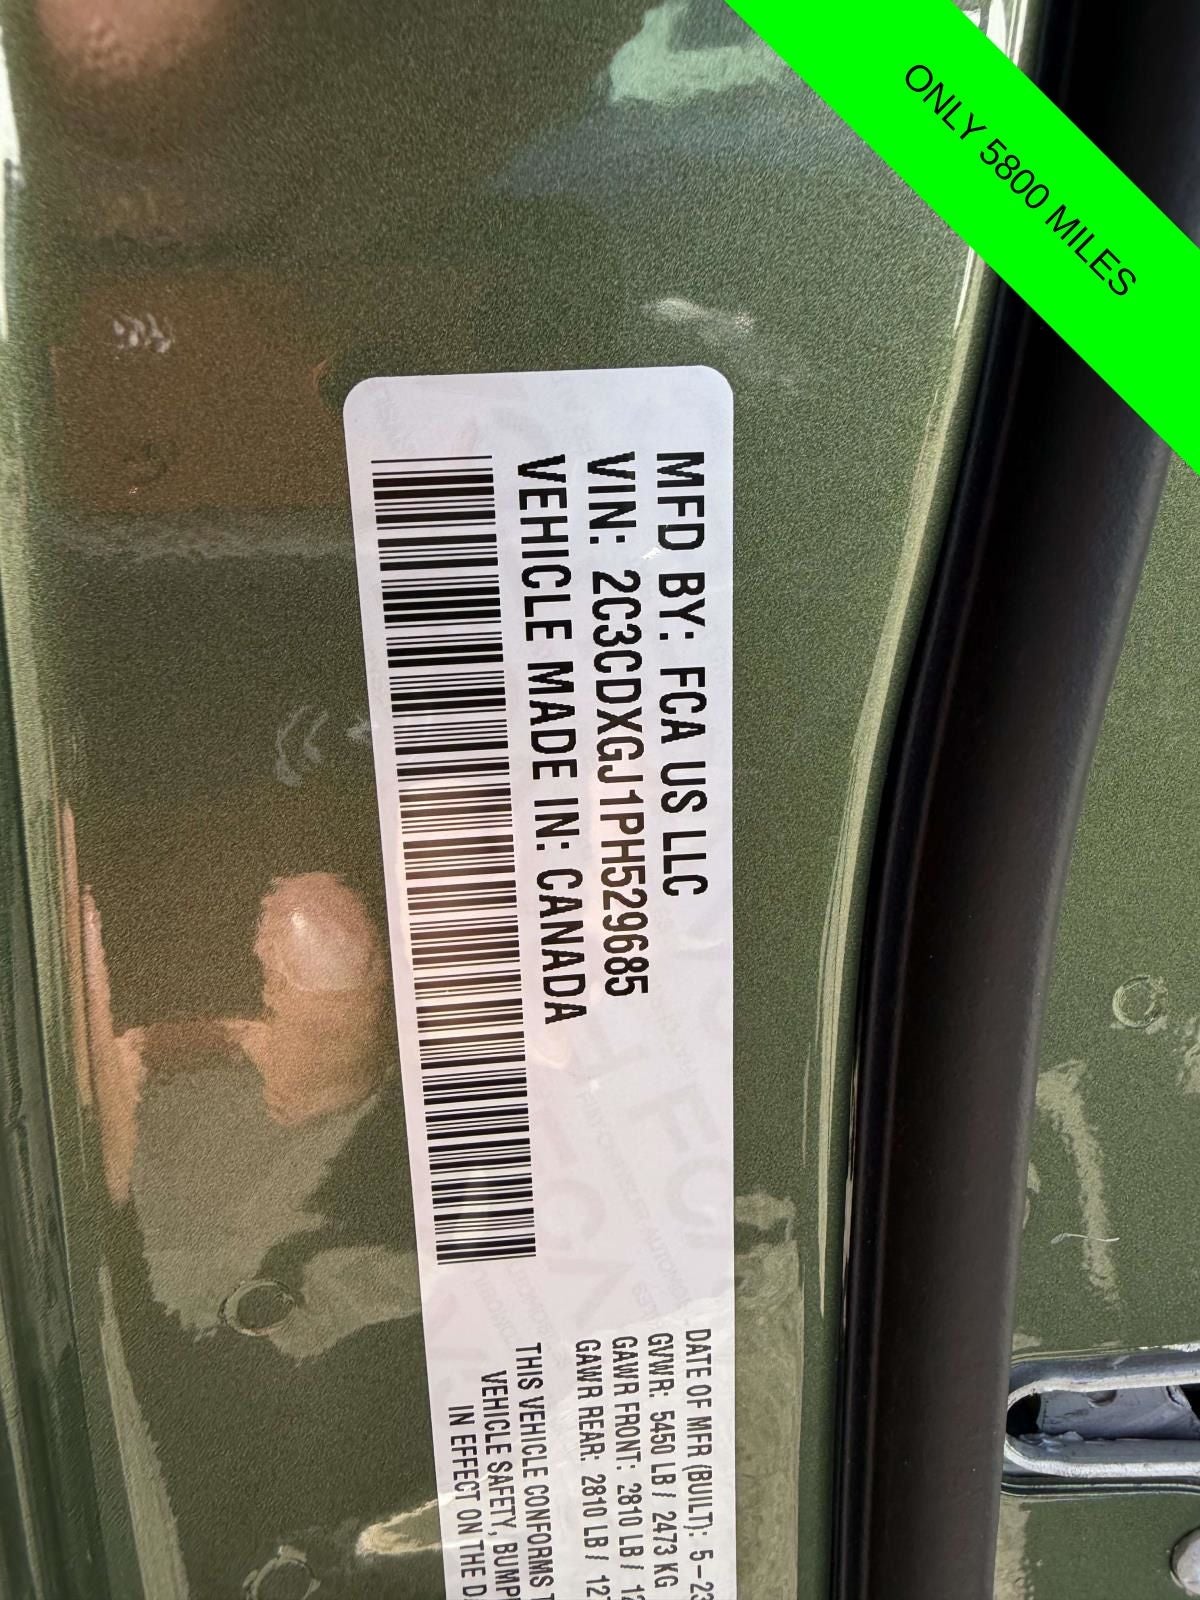 ONLY 5800 MILES
MFD BY: FCA US LLC
VIN: 2C3CDXGJ1PH529685
VEHICLE MADE IN: CANADA
DATE OF MFR (BUILT): 5-23
GVWR: 5450 LB / 2473 KG
GAWR FRONT: 2810 LB /
GAWR REAR: 2810 LB /
THIS VEHICLE CONFORMS
VEHICLE SAFETY,
IN EFFECT ON THE